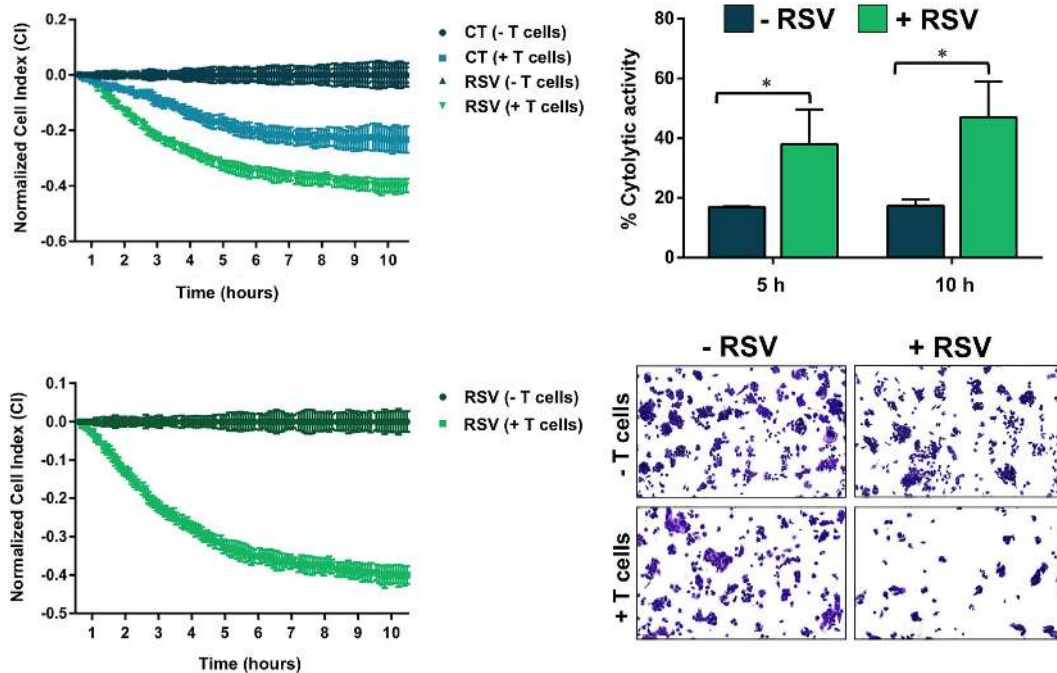 0.2
0.0
-0.2
-0.4
-0.6
Normalized Cell Index (CI)
1 2 3 4 5 6 7 8 9 10
Time (hours)
CT (- T cells)
CT (+ T cells)
RSV (- T cells)
RSV (+ T cells)
- RSV + RSV
80
60
40
20
0
% Cytolytic activity
* *
5 h 10 h
0.1
0.0
-0.1
-0.2
-0.3
-0.4
-0.5
Normalized Cell Index (CI)
1 2 3 4 5 6 7 8 9 10
Time (hours)
RSV (- T cells)
RSV (+ T cells)
- RSV + RSV
- T cells
+ T cells